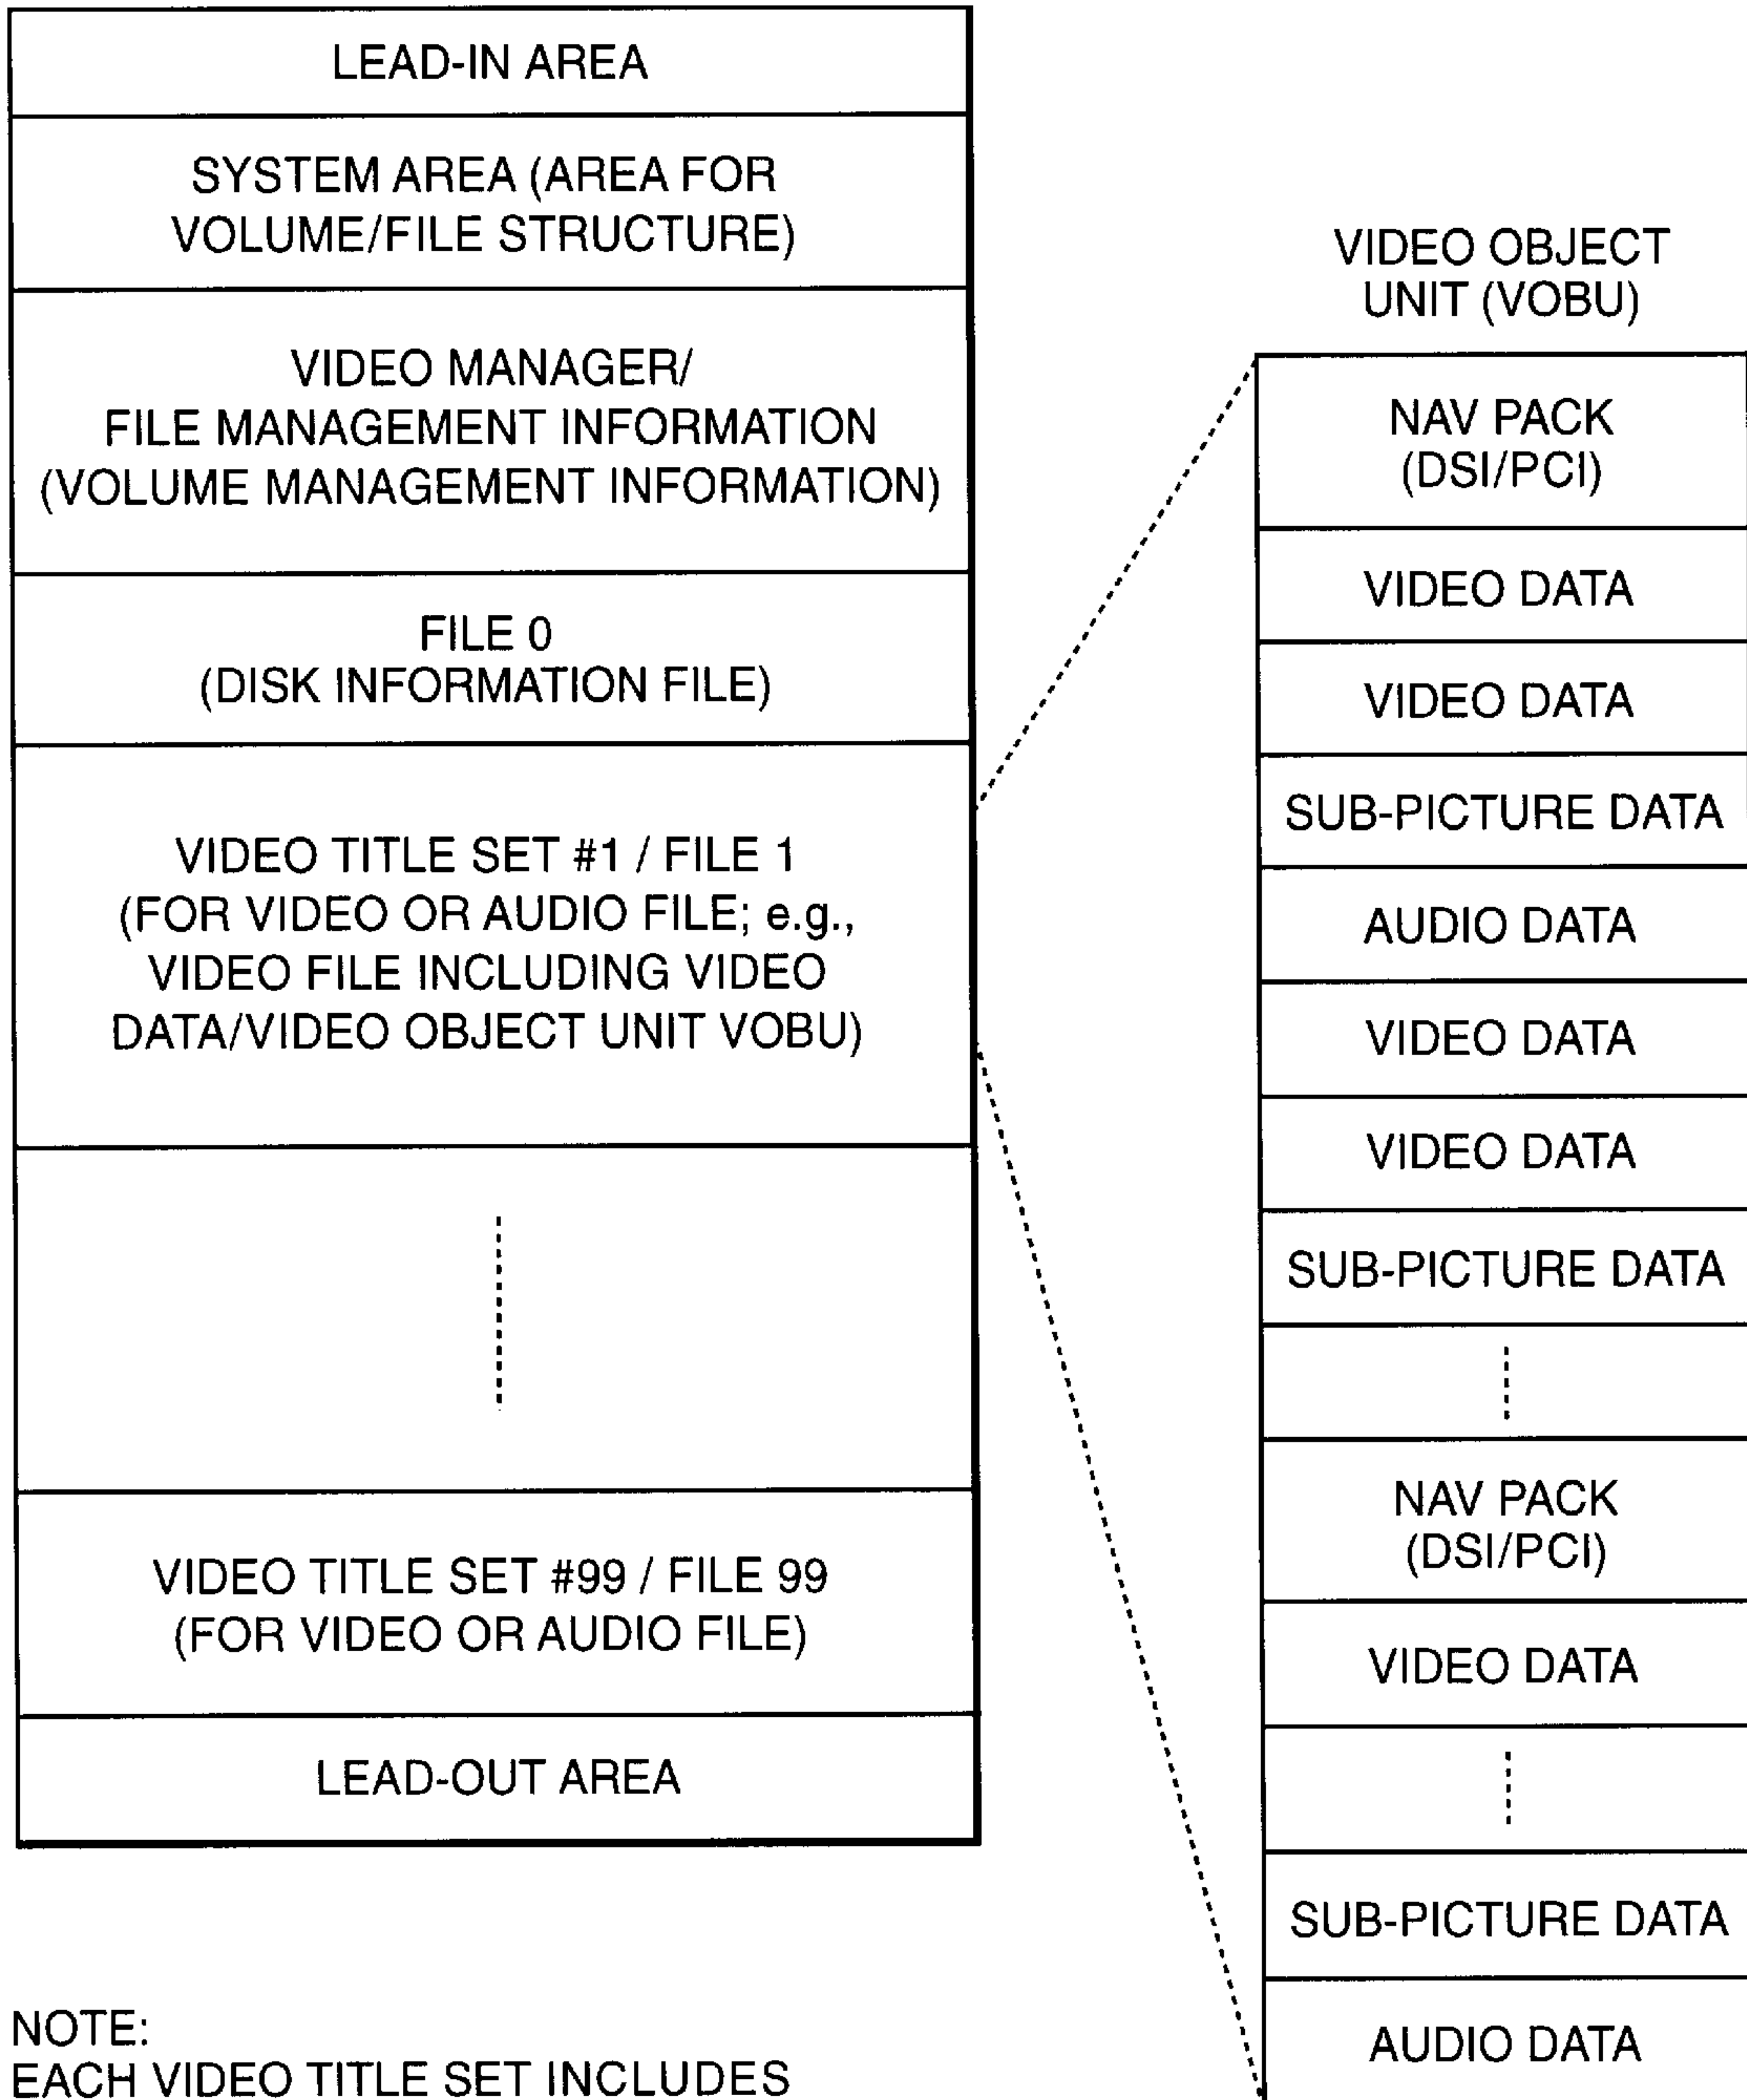 LEAD-IN AREA
SYSTEM AREA (AREA FOR
VOLUME/FILE STRUCTURE)
VIDEO MANAGER/
FILE MANAGEMENT INFORMATION
(VOLUME MANAGEMENT INFORMATION)
FILE 0
(DISK INFORMATION FILE)
VIDEO TITLE SET #1 / FILE 1
(FOR VIDEO OR AUDIO FILE; e.g.,
VIDEO FILE INCLUDING VIDEO
DATA/VIDEO OBJECT UNIT VOBU)
VIDEO TITLE SET #99 / FILE 99
(FOR VIDEO OR AUDIO FILE)
LEAD-OUT AREA
NOTE:
EACH VIDEO TITLE SET INCLUDES
VIDEO OBJECT
UNIT (VOBU)
NAV PACK
(DSI/PCI)
VIDEO DATA
VIDEO DATA
SUB-PICTURE DATA
AUDIO DATA
VIDEO DATA
VIDEO DATA
SUB-PICTURE DATA
NAV PACK
(DSI/PCI)
VIDEO DATA
SUB-PICTURE DATA
AUDIO DATA